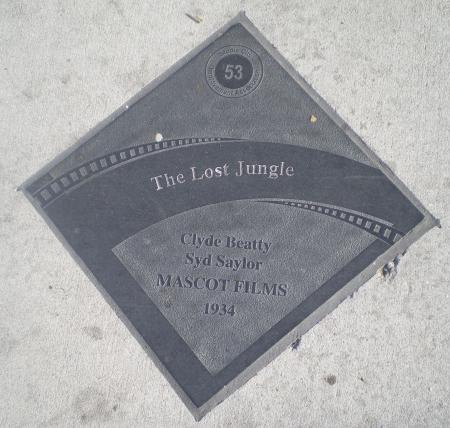 53
The Lost Jungle
Clyde Beatty
Syd Saylor
MASCOT FILMS
1934